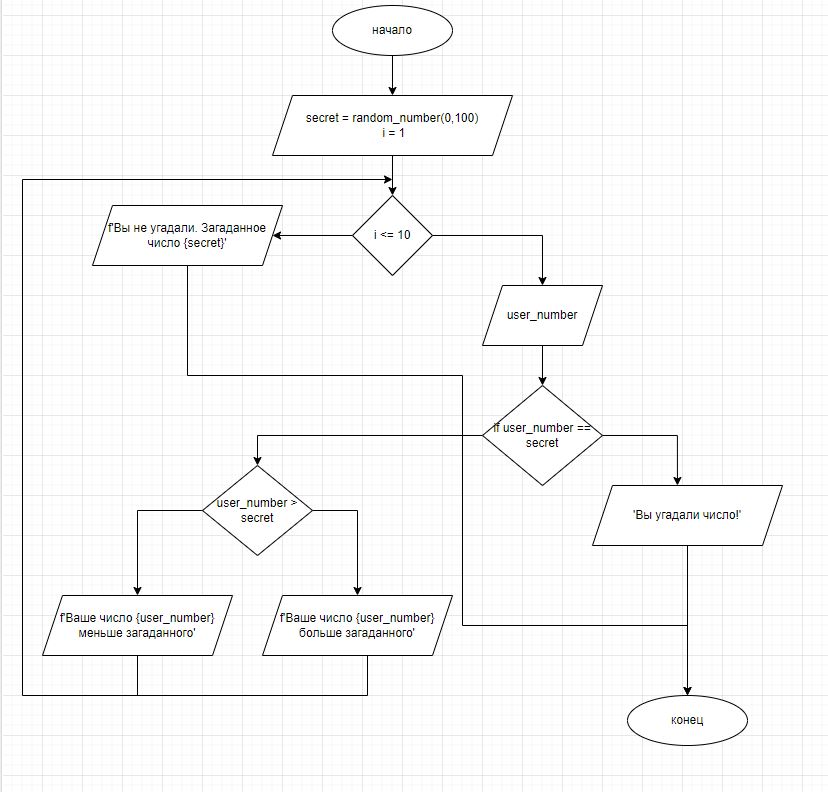 начало
secret = random_number(0,100)
i = 1
f'Вы не угадали. Загаданное
число {secret}'
i <= 10
user_number
if user_number ==
secret
user_number >
secret
'Вы угадали число!'
f'Ваше число {user_number}
меньше загаданного'
f'Ваше число {user_number}
больше загаданного'
конец